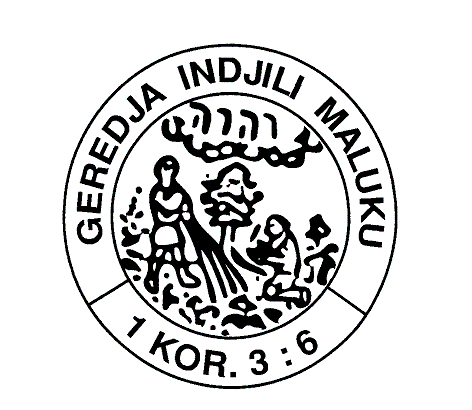 GEREDJA INDJILI MALUKU
יהוה
1 KOR. 3 : 6